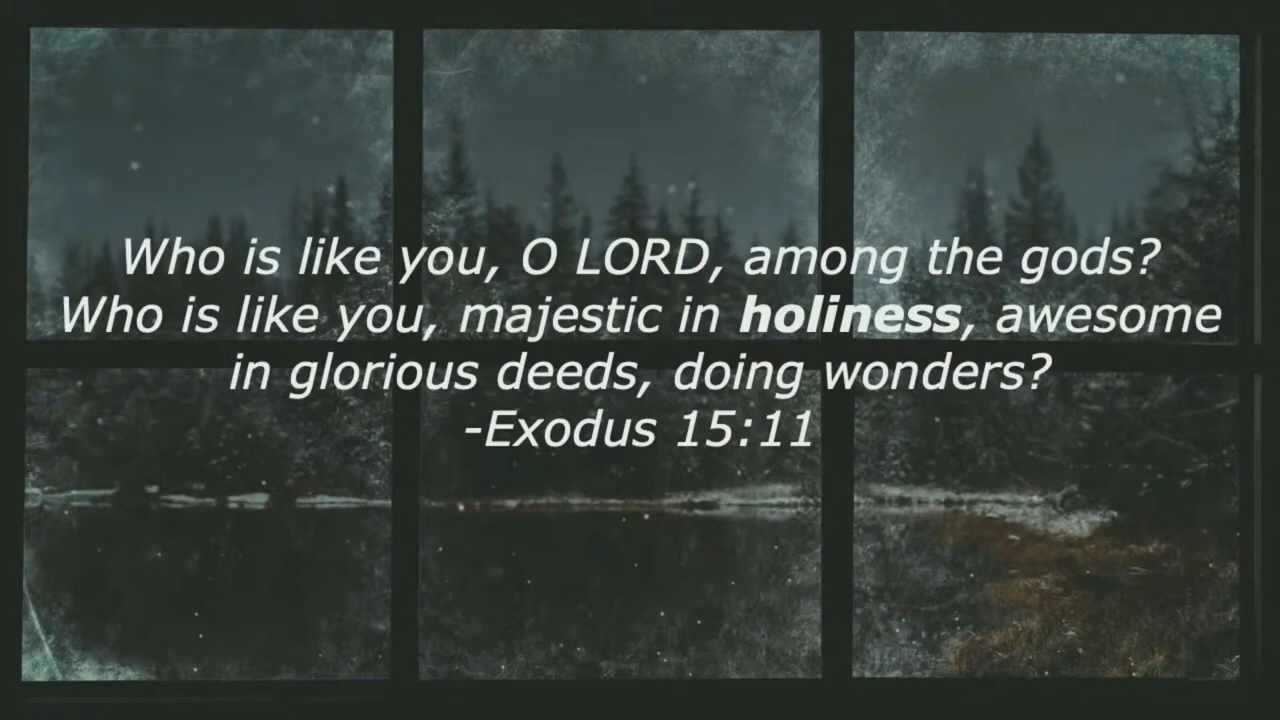 Who is like you, O LORD, among the gods?
Who is like you, majestic in holiness, awesome
in glorious deeds, doing wonders?
-Exodus 15:11